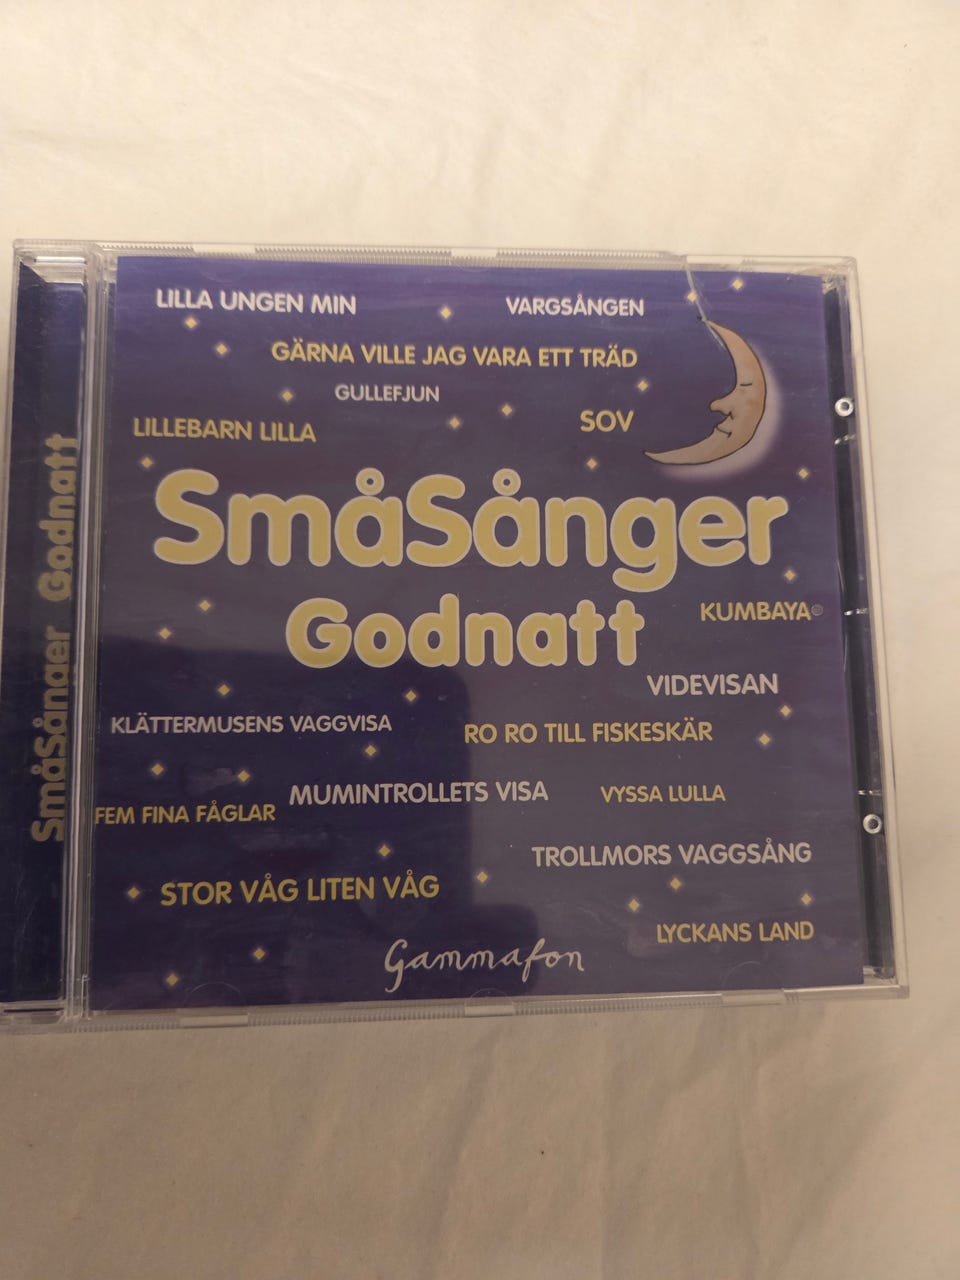 LILLA UNGEN MIN
VARGSÅNGEN
GÄRNA VILLE JAG VARA ETT TRÄD
GULLEFJUN
SOV
LILLEBARN LILLA
SmåSånger
Godnatt
KUMBAYA
VIDEVISAN
KLÄTTERMUSENS VAGGVISA
RO RO TILL FISKESKÄR
MUMINTROLLETS VISA
VYSSA LULLA
FEM FINA FÅGLAR
TROLLMORS VAGGSÅNG
STOR VÅG LITEN VÅG
LYCKANS LAND
Gammafon
SmåSånger Godnatt